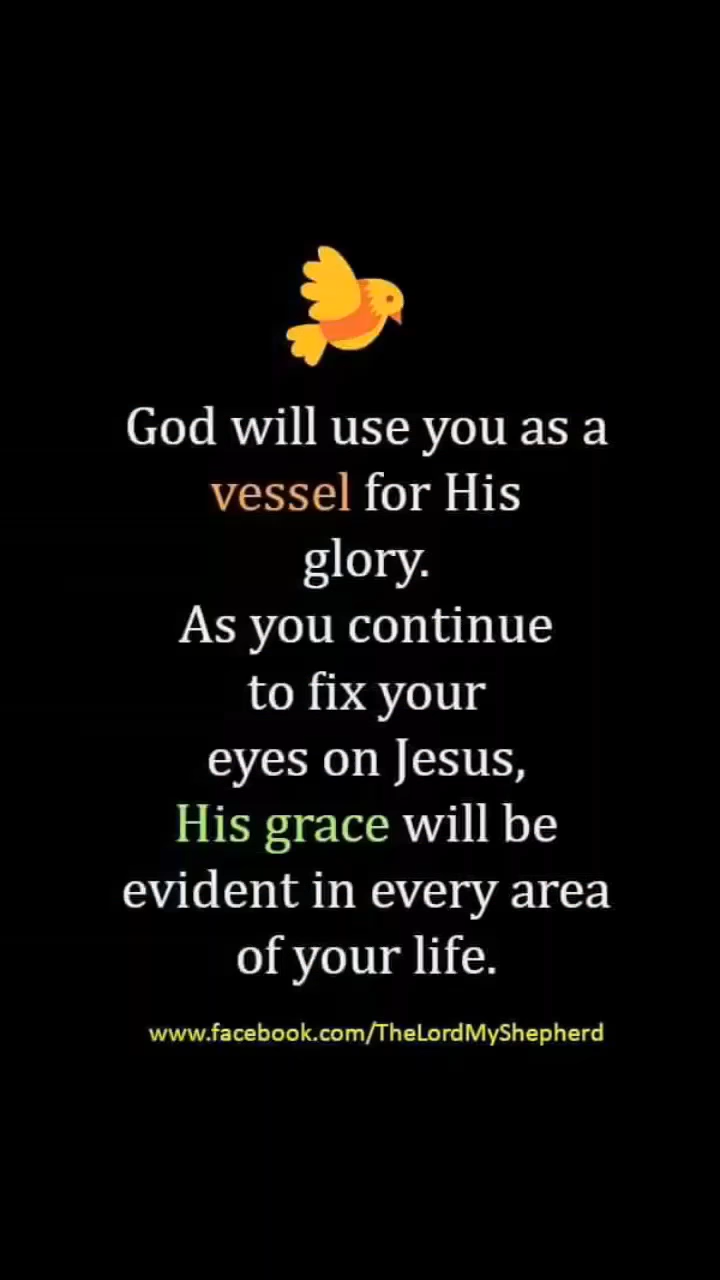 God will use you as a
vessel for His
glory.
As you continue
to fix your
eyes on Jesus,
His grace will be
evident in every area
of your life.
www.facebook.com/TheLordMyShepherd